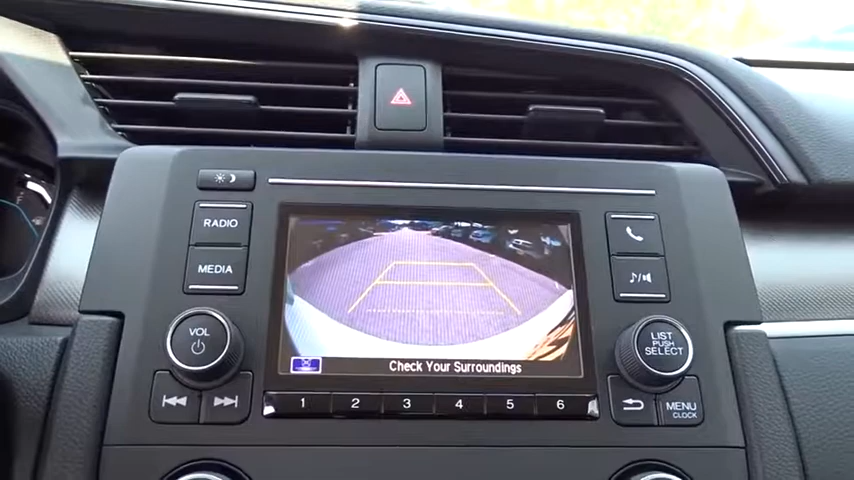 RADIO
MEDIA
VOL
LIST
PUSH
SELECT
Check Your Surroundings
1 2 3 4 5 6
MENU
CLOCK